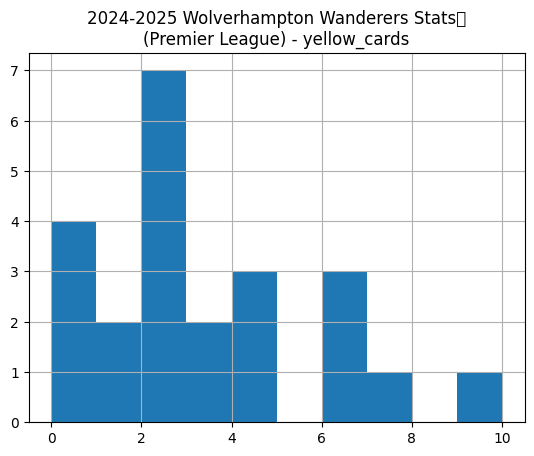 2024-2025 Wolverhampton Wanderers Stats
(Premier League) - yellow_cards
7
6
5
4
3
2
1
0
0 2 4 6 8 10